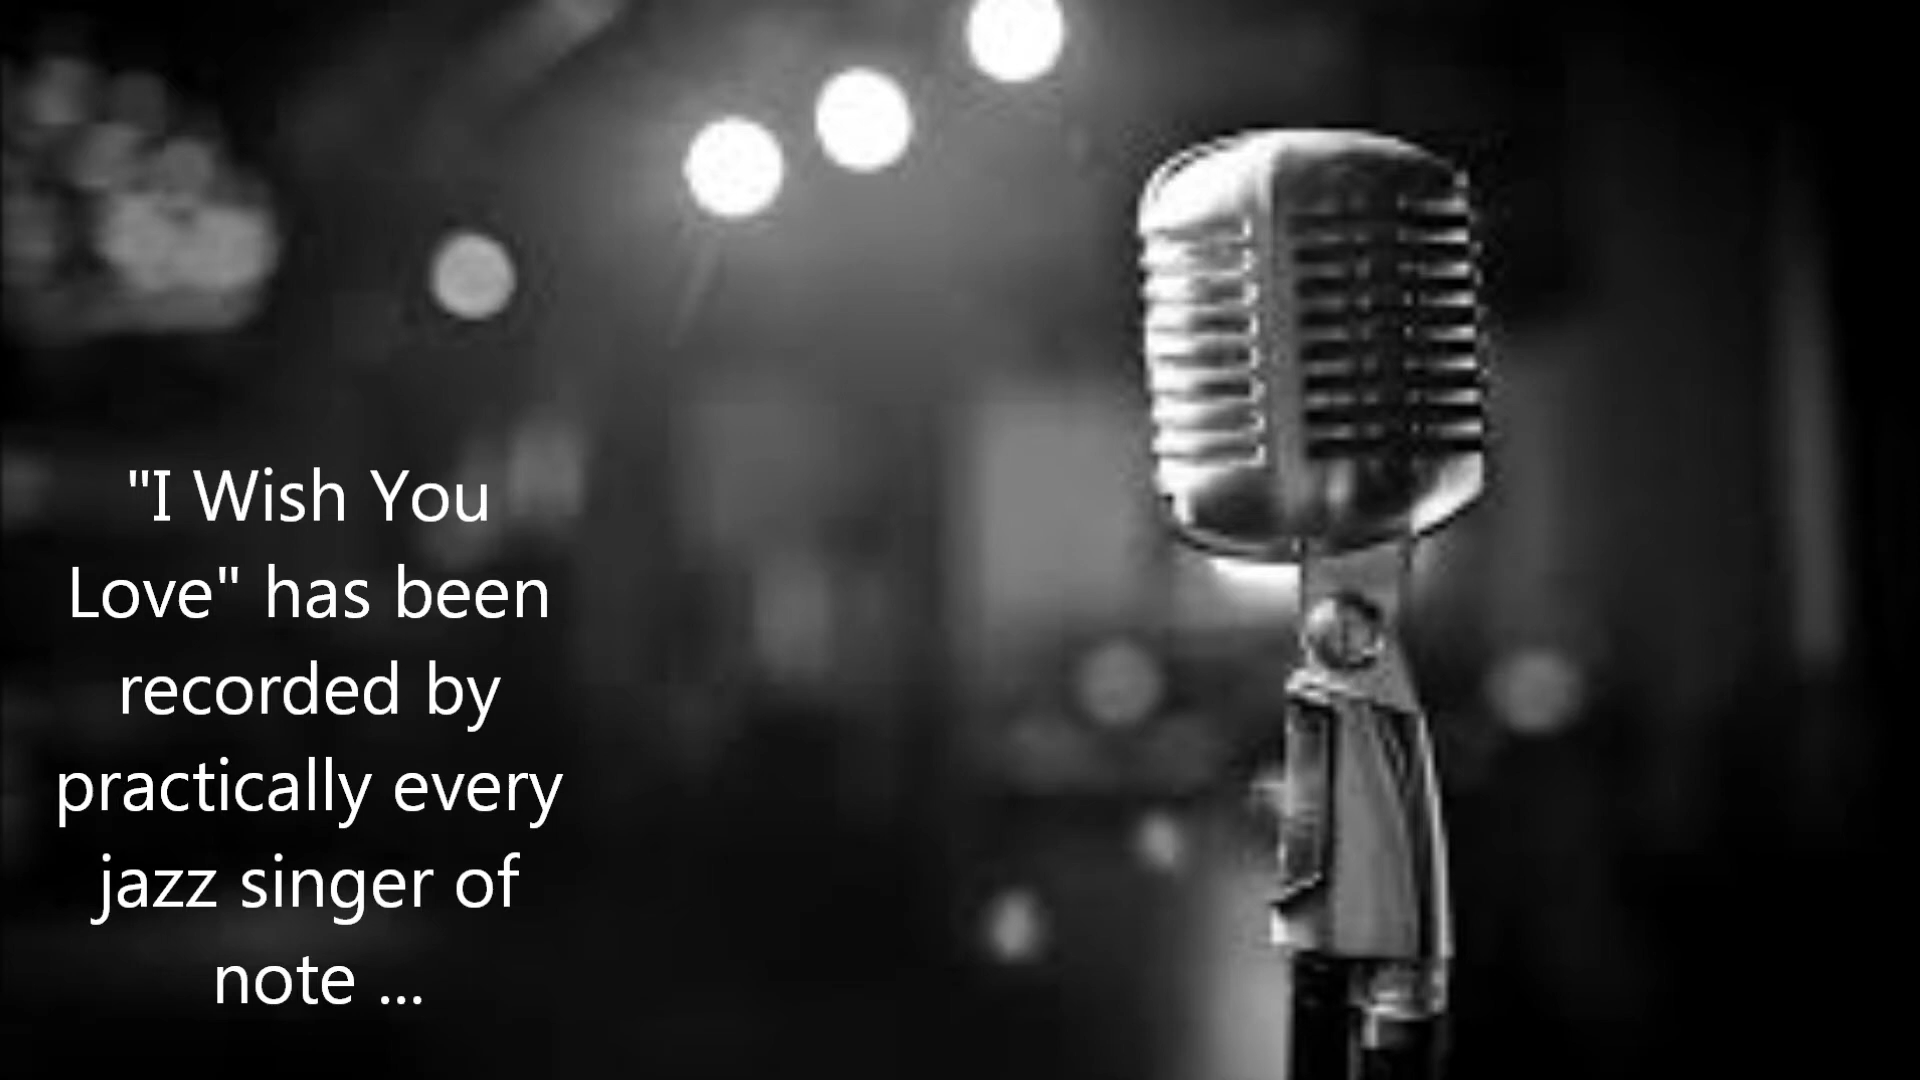 "I Wish You
Love" has been
recorded by
practically every
jazz singer of
note ...